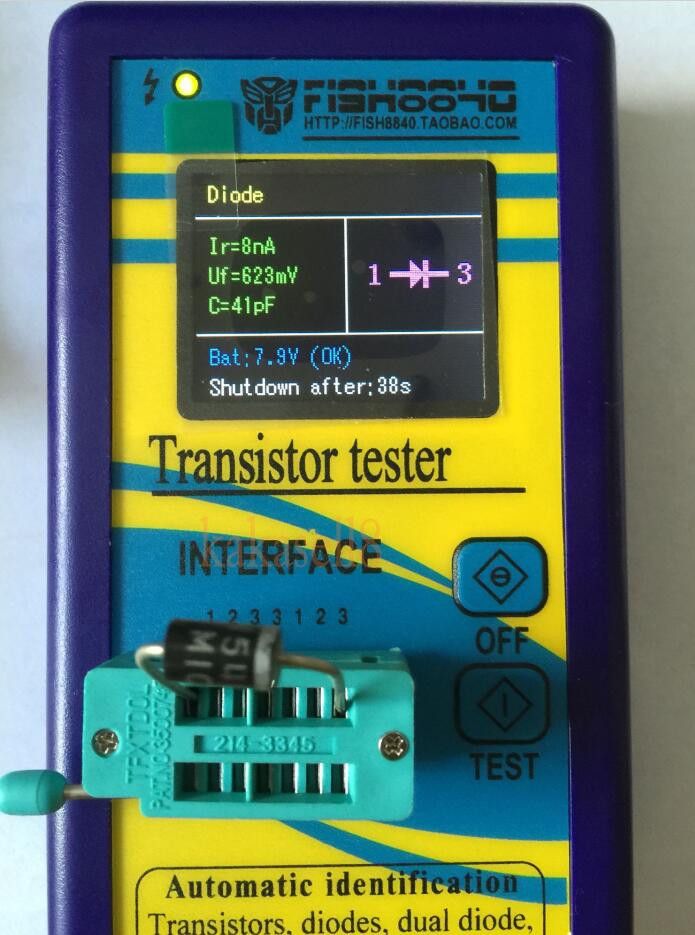 FISH8840
HTTP://FISH8840.TAOBAO.COM
Diode
Ir=8nA
Uf=623mV
C=41pF
1 3
Bat:7.9V (OK)
Shutdown after:38s
Transistor tester
INTERFACE
1 2 3 3 1 2 3
OFF
TEST
214-3345
Automatic identification
Transistors, diodes, dual diode,